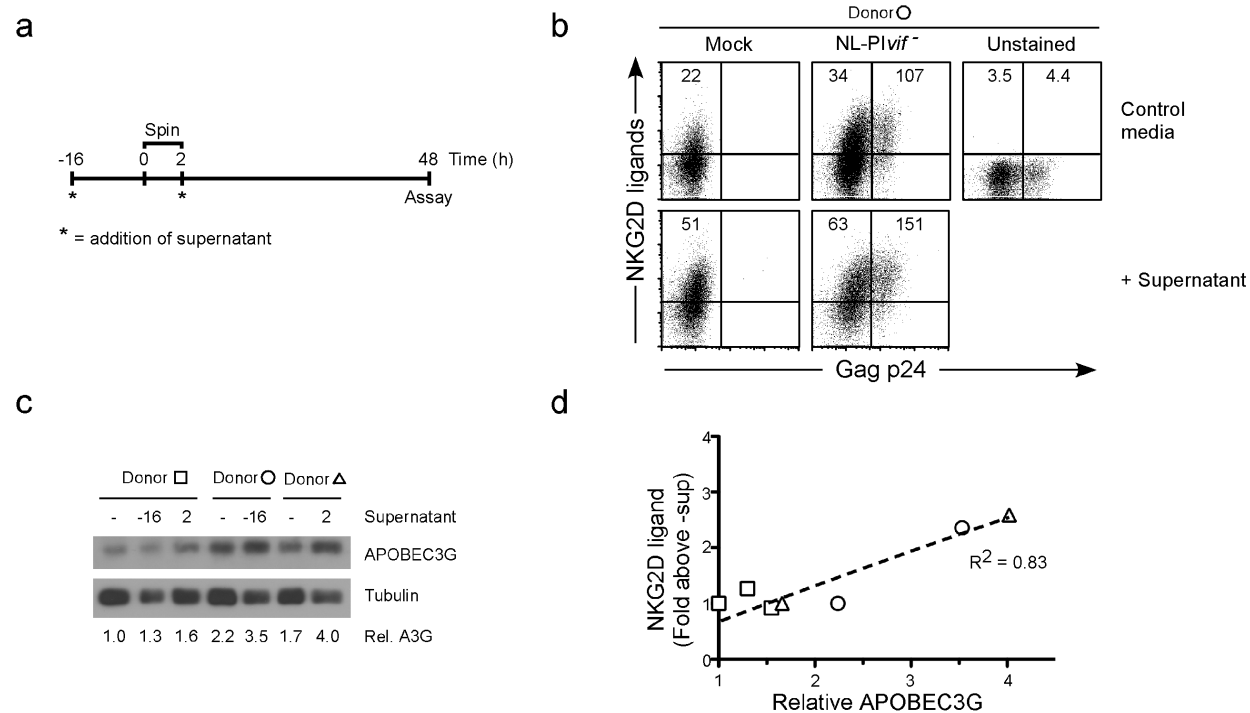 a
Spin
-16 0 2 48 Time (h)
* * Assay
* = addition of supernatant
b
Donor
Mock NL-PIvif - Unstained
22 34 107 3.5 4.4
Control
media
51 63 151
+ Supernatant
NKG2D ligands
Gag p24
c
Donor Donor Donor
- -16 2 - -16 - 2 Supernatant
APOBEC3G
Tubulin
1.0 1.3 1.6 2.2 3.5 1.7 4.0 Rel. A3G
d
NKG2D ligand
(Fold above -sup)
4
3
2
1
0
R2 = 0.83
1 2 3 4
Relative APOBEC3G